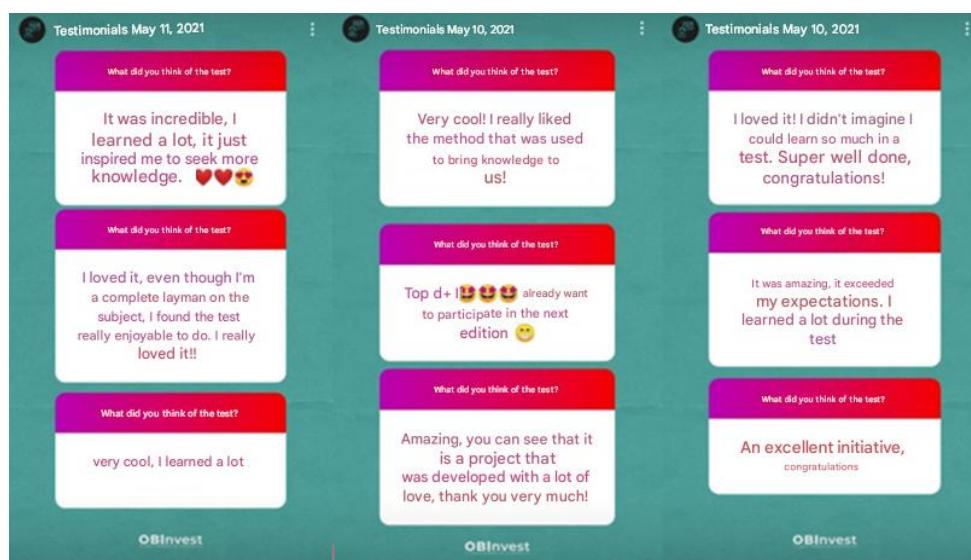 Testimonials May 11, 2021
What did you think of the test?
It was incredible, I
learned a lot, it just
inspired me to seek more
knowledge. ❤️❤️😍
What did you think of the test?
I loved it, even though I'm
a complete layman on the
subject, I found the test
really enjoyable to do. I really
loved it!!
What did you think of the test?
very cool, I learned a lot
OBInvest
Testimonials May 10, 2021
What did you think of the test?
Very cool! I really liked
the method that was used
to bring knowledge to
us!
What did you think of the test?
Top d+ I🤩🤩🤩 already want
to participate in the next
edition 😁
What did you think of the test?
Amazing, you can see that it
is a project that
was developed with a lot of
love, thank you very much!
OBInvest
Testimonials May 10, 2021
What did you think of the test?
I loved it! I didn't imagine I
could learn so much in a
test. Super well done,
congratulations!
What did you think of the test?
It was amazing, it exceeded
my expectations. I
learned a lot during the
test
What did you think of the test?
An excellent initiative,
congratulations
OBInvest